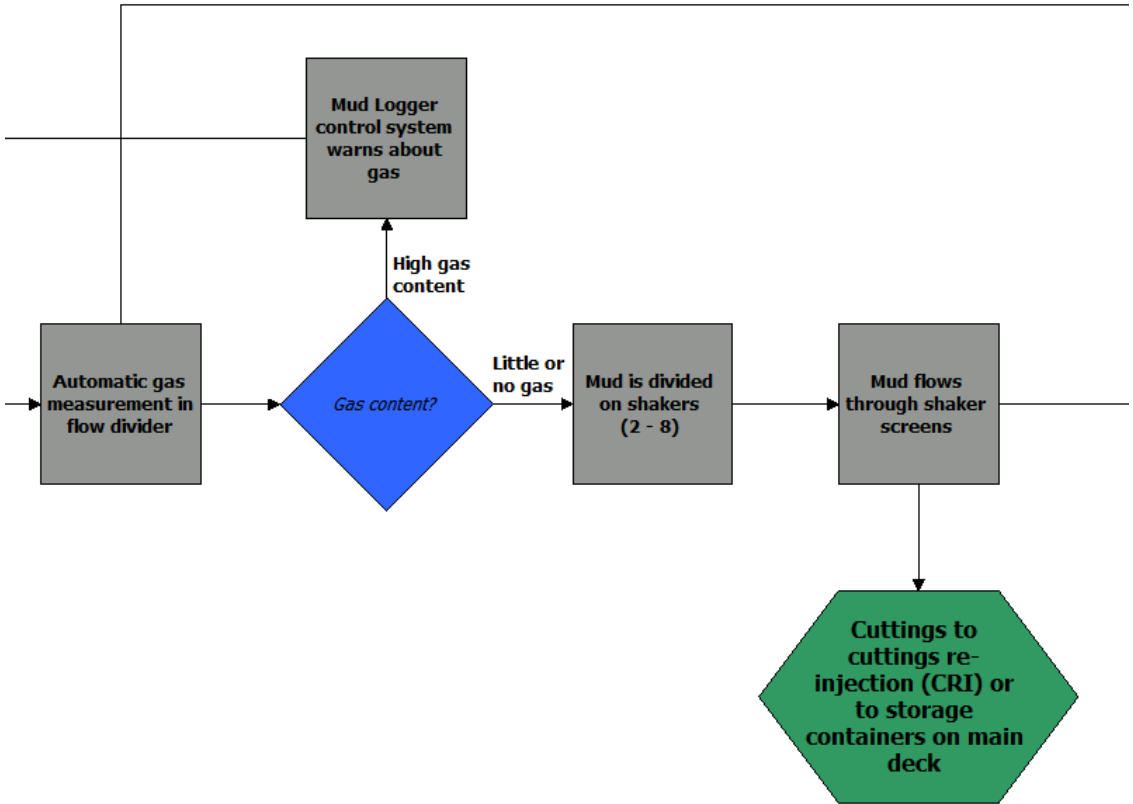 Mud Logger
control system
warns about
gas
High gas
content
Automatic gas
measurement in
flow divider
Gas content?
Little or
no gas
Mud is divided
on shakers
(2 - 8)
Mud flows
through shaker
screens
Cuttings to
cuttings re-
injection (CRI) or
to storage
containers on main
deck